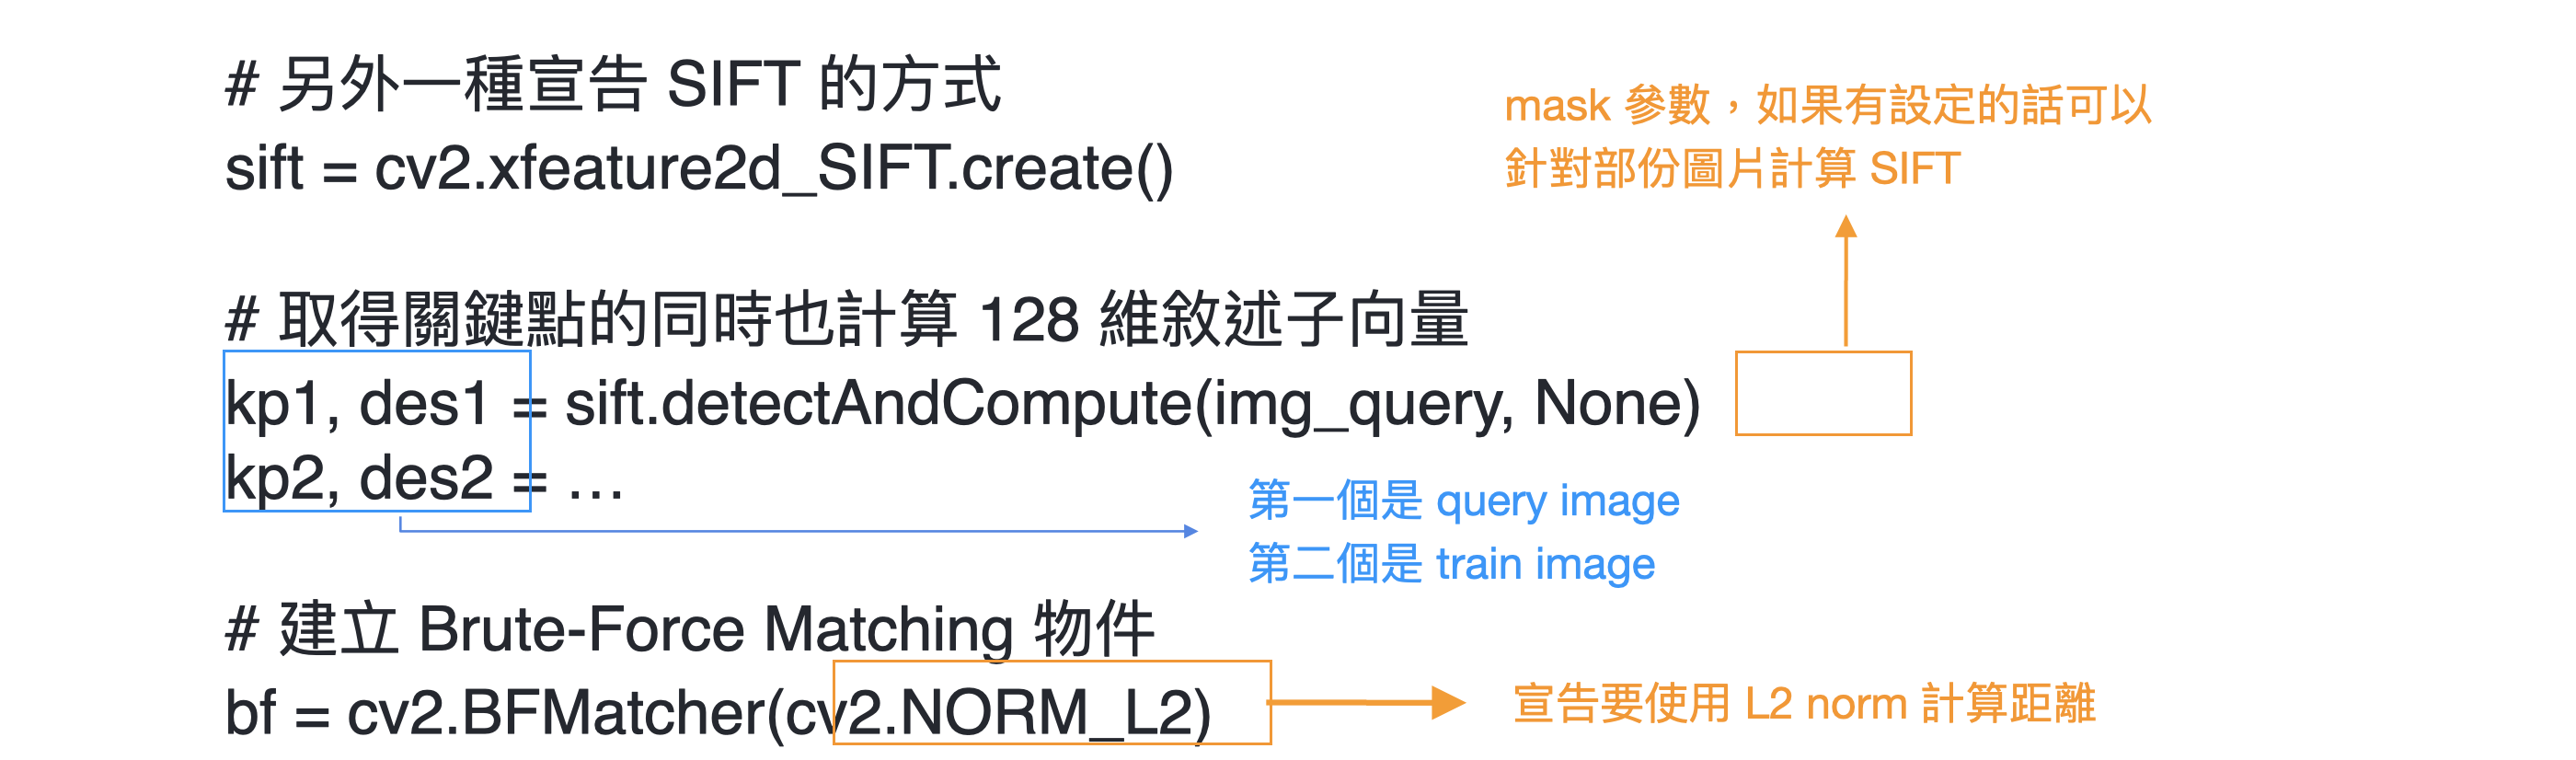 # 另外一種宣告 SIFT 的方式
sift = cv2.xfeature2d_SIFT.create()
mask 參數，如果有設定的話可以
針對部份圖片計算 SIFT
# 取得關鍵點的同時也計算 128 維敘述子向量
kp1, des1 = sift.detectAndCompute(img_query, None)
kp2, des2 = …
第一個是 query image
第二個是 train image
# 建立 Brute-Force Matching 物件
bf = cv2.BFMatcher(cv2.NORM_L2)
宣告要使用 L2 norm 計算距離